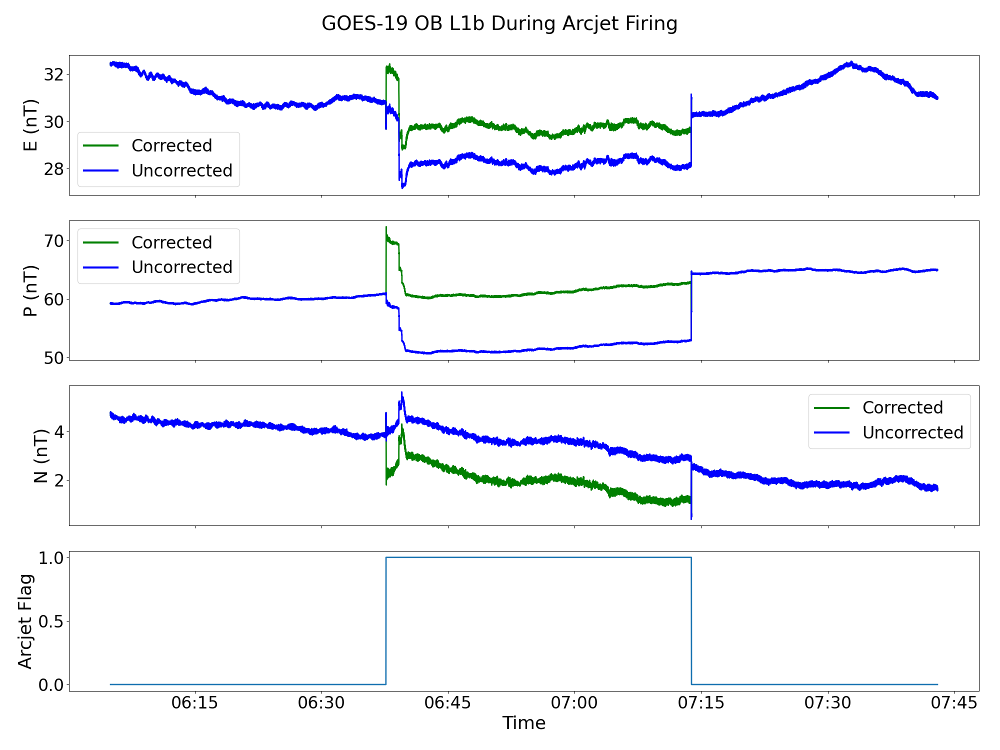 GOES-19 OB L1b During Arcjet Firing
E (nT)
32
30
28
Corrected
Uncorrected
P (nT)
70
60
50
Corrected
Uncorrected
N (nT)
4
2
Corrected
Uncorrected
Arcjet Flag
1.0
0.5
0.0
06:15 06:30 06:45 07:00 07:15 07:30 07:45
Time